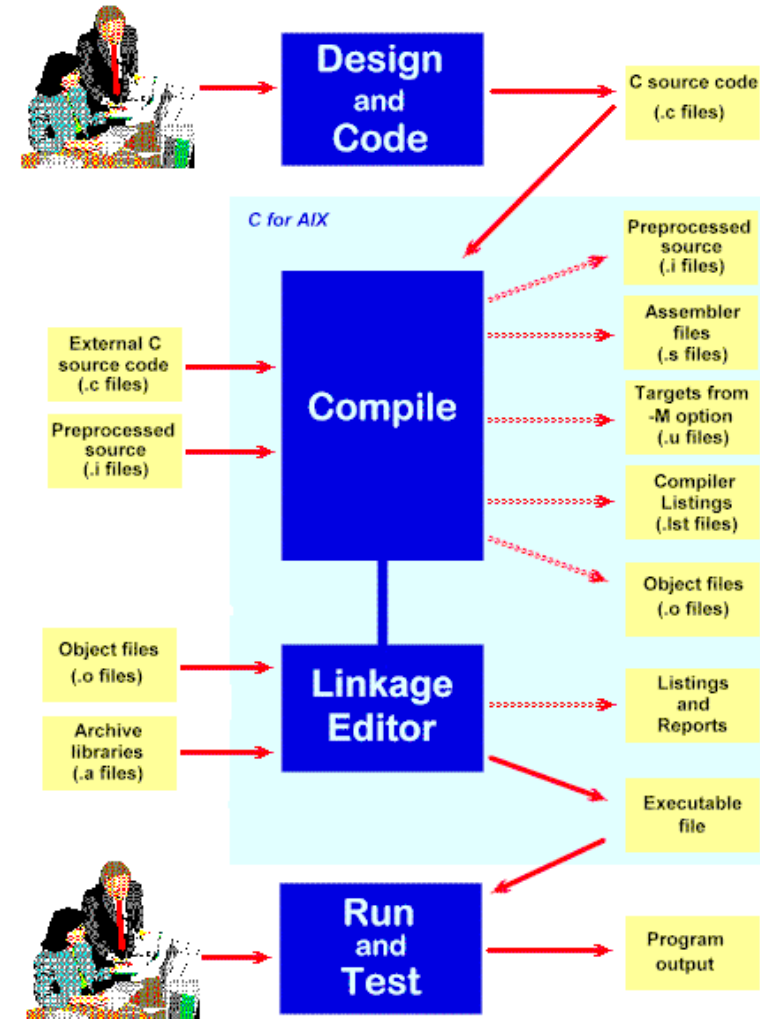 Design
and
Code
C source code
(.c files)
C for AIX
Preprocessed
source
(.i files)
External C
source code
(.c files)
Preprocessed
source
(.i files)
Compile
Assembler
files
(.s files)
Targets from
-M option
(.u files)
Compiler
Listings
(.lst files)
Object files
(.o files)
Object files
(.o files)
Archive
libraries
(.a files)
Linkage
Editor
Listings
and
Reports
Executable
file
Run
and
Test
Program
output